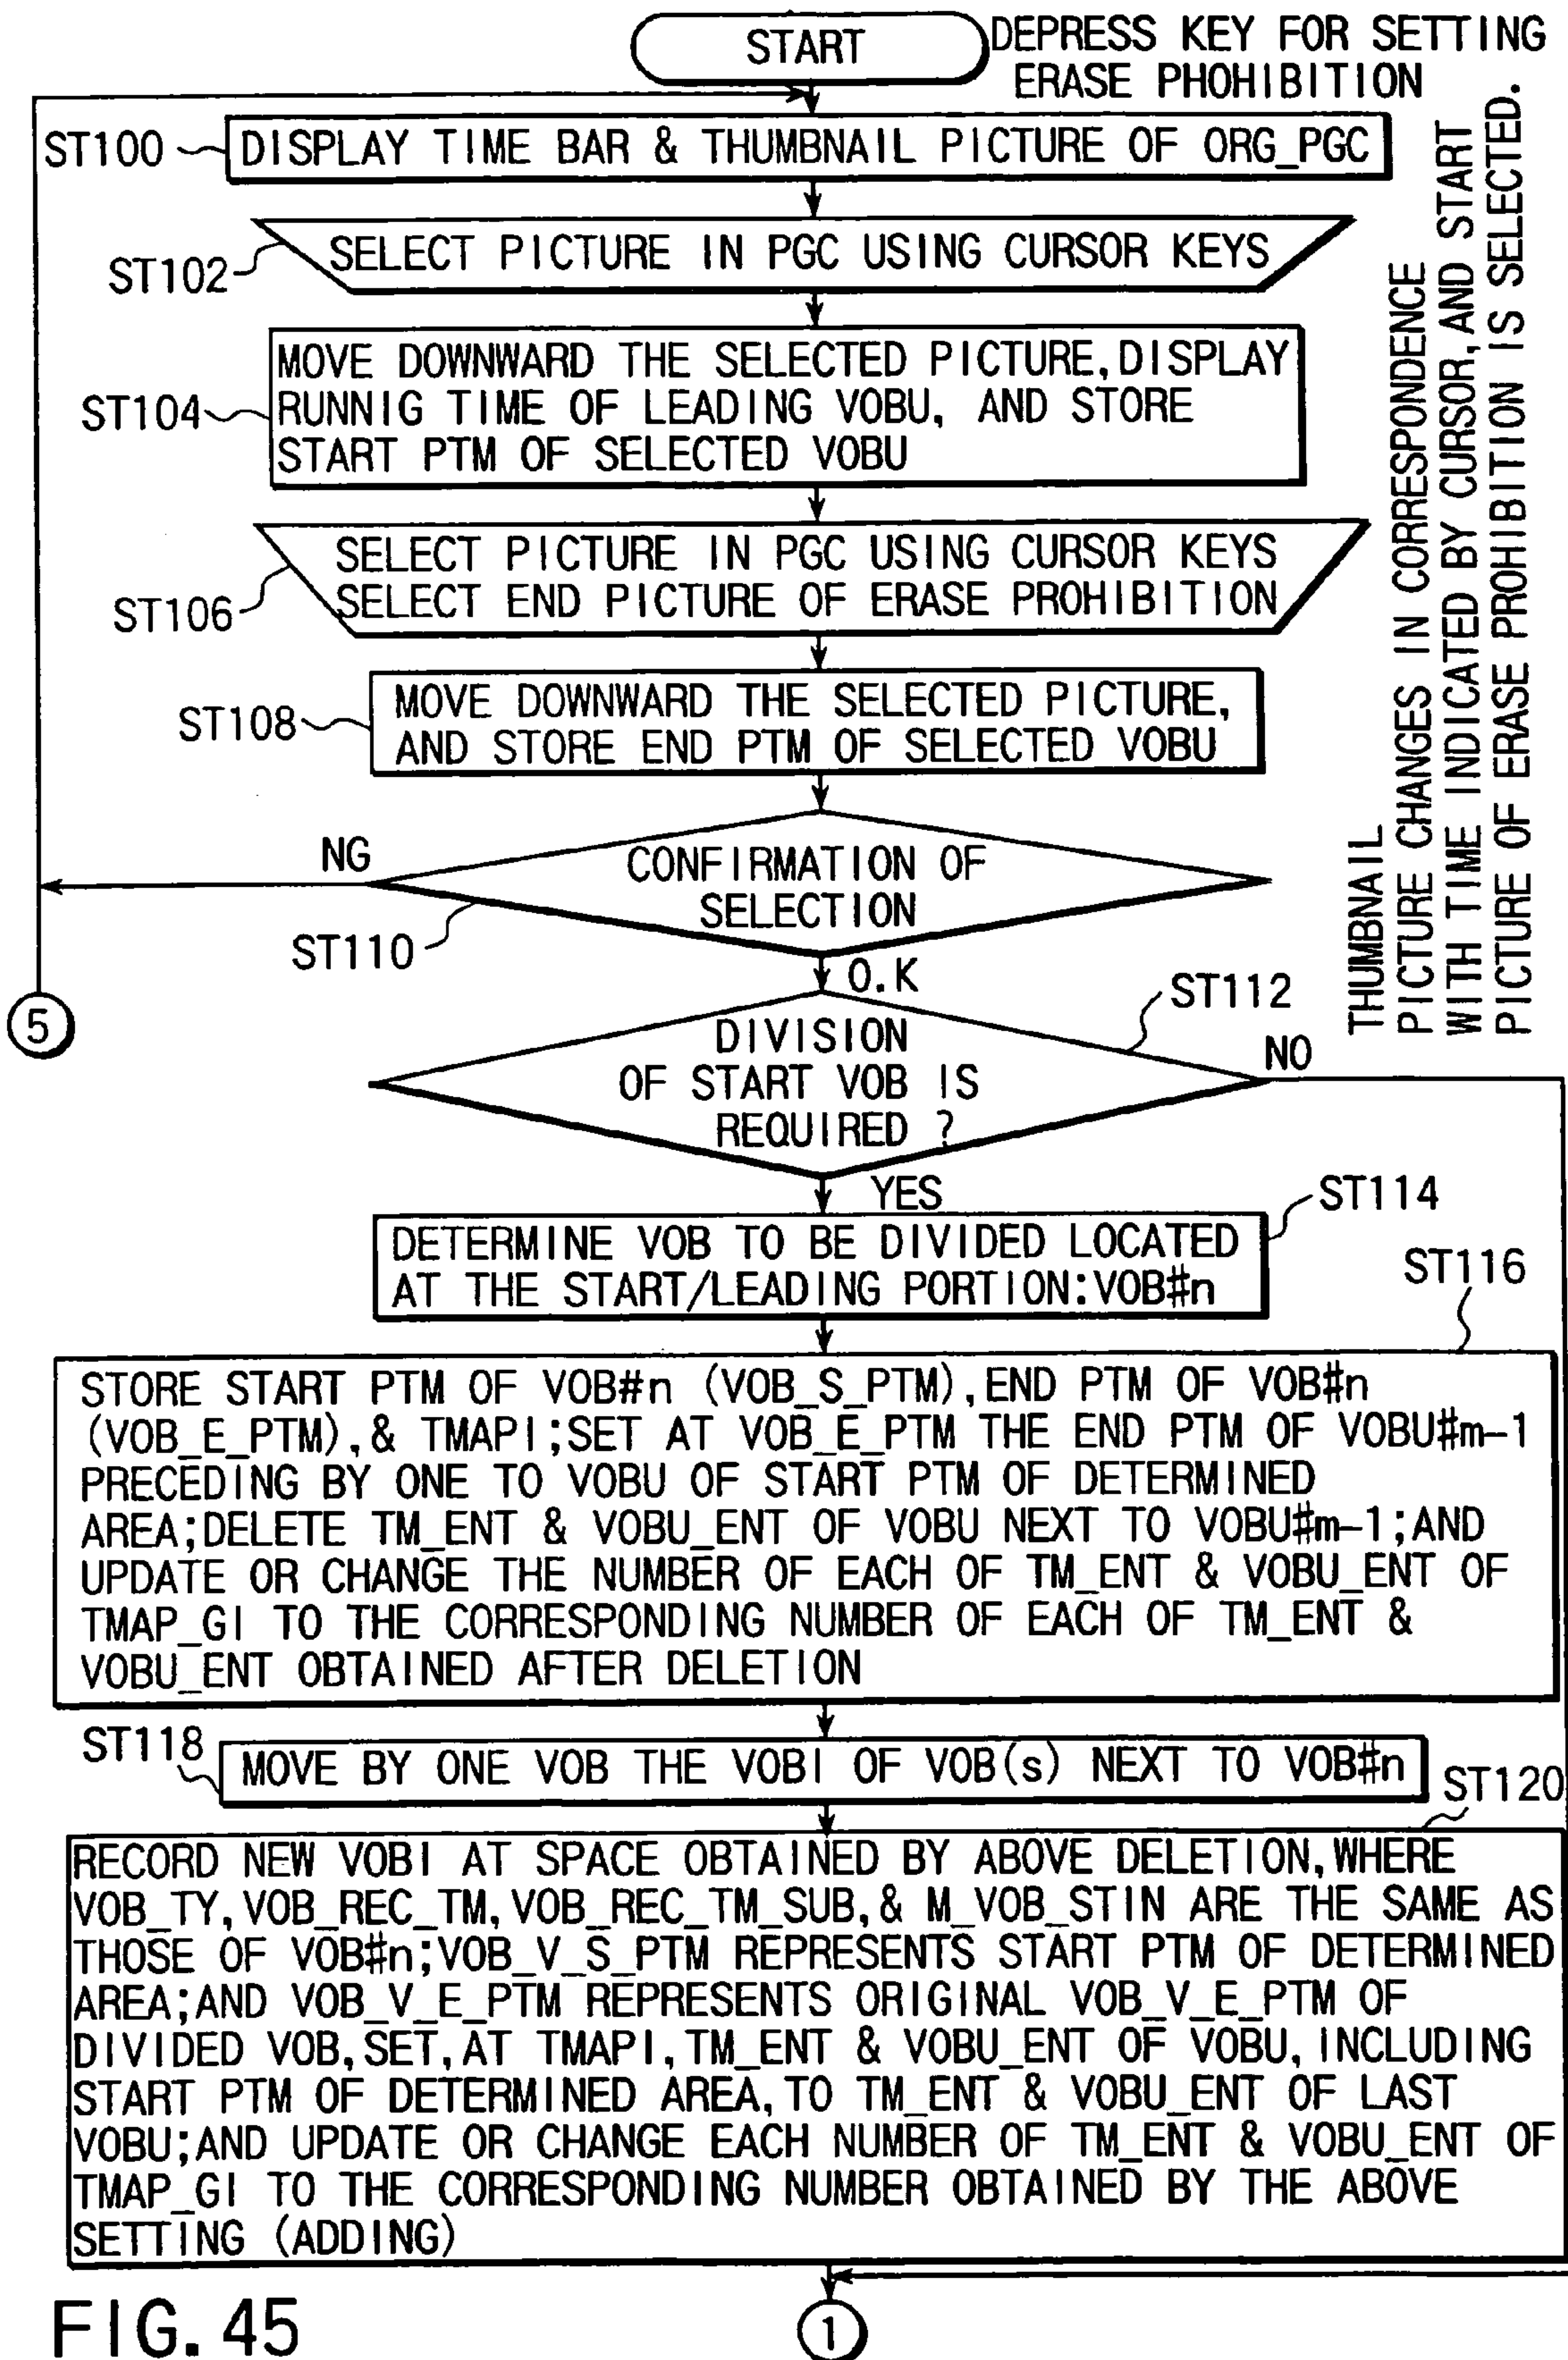 START
DEPRESS KEY FOR SETTING
ERASE PHOHIBITION
ST100
DISPLAY TIME BAR & THUMBNAIL PICTURE OF ORG_PGC
ST102
SELECT PICTURE IN PGC USING CURSOR KEYS
ST104
MOVE DOWNWARD THE SELECTED PICTURE, DISPLAY
RUNNIG TIME OF LEADING VOBU, AND STORE
START PTM OF SELECTED VOBU
ST106
SELECT PICTURE IN PGC USING CURSOR KEYS
SELECT END PICTURE OF ERASE PROHIBITION
ST108
MOVE DOWNWARD THE SELECTED PICTURE,
AND STORE END PTM OF SELECTED VOBU
THUMBNAIL
PICTURE CHANGES IN CORRESPONDENCE
WITH TIME INDICATED BY CURSOR, AND START
PICTURE OF ERASE PROHIBITION IS SELECTED.
NG
CONFIRMATION OF
SELECTION
ST110
O.K
5
ST112
DIVISION
OF START VOB IS
REQUIRED ?
NO
YES
ST114
DETERMINE VOB TO BE DIVIDED LOCATED
AT THE START/LEADING PORTION:VOB#n
ST116
STORE START PTM OF VOB#n (VOB_S_PTM), END PTM OF VOB#n
(VOB_E_PTM), & TMAPI;SET AT VOB_E_PTM THE END PTM OF VOBU#m-1
PRECEDING BY ONE TO VOBU OF START PTM OF DETERMINED
AREA;DELETE TM_ENT & VOBU_ENT OF VOBU NEXT TO VOBU#m-1;AND
UPDATE OR CHANGE THE NUMBER OF EACH OF TM_ENT & VOBU_ENT OF
TMAP_GI TO THE CORRESPONDING NUMBER OF EACH OF TM_ENT &
VOBU_ENT OBTAINED AFTER DELETION
ST118
MOVE BY ONE VOB THE VOBI OF VOB(s) NEXT TO VOB#n
ST120
RECORD NEW VOBI AT SPACE OBTAINED BY ABOVE DELETION, WHERE
VOB_TY, VOB_REC_TM, VOB_REC_TM_SUB, & M_VOB_STIN ARE THE SAME AS
THOSE OF VOB#n;VOB_V_S_PTM REPRESENTS START PTM OF DETERMINED
AREA;AND VOB_V_E_PTM REPRESENTS ORIGINAL VOB_V_E_PTM OF
DIVIDED VOB, SET, AT TMAPI, TM_ENT & VOBU_ENT OF VOBU, INCLUDING
START PTM OF DETERMINED AREA, TO TM_ENT & VOBU_ENT OF LAST
VOBU;AND UPDATE OR CHANGE EACH NUMBER OF TM_ENT & VOBU_ENT OF
TMAP_GI TO THE CORRESPONDING NUMBER OBTAINED BY THE ABOVE
SETTING (ADDING)
1
FIG. 45